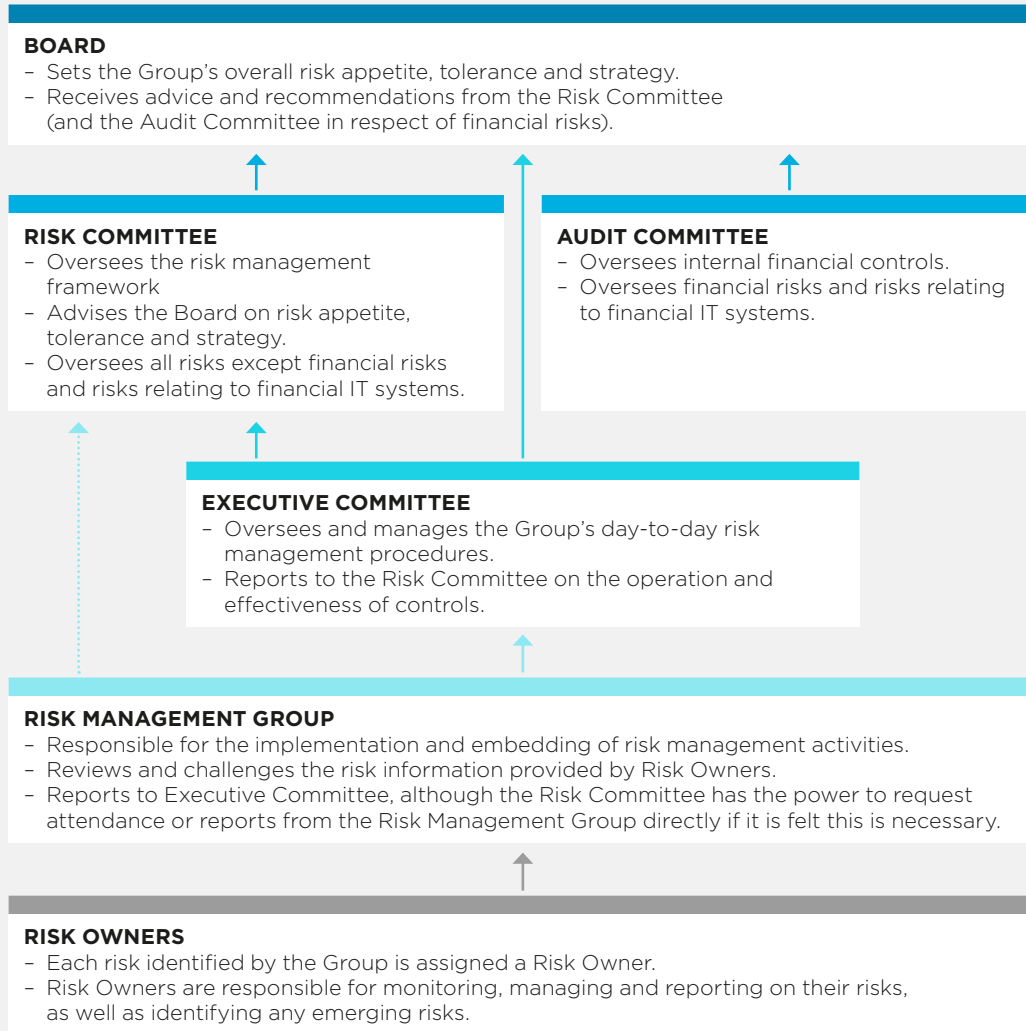 BOARD
– Sets the Group's overall risk appetite, tolerance and strategy.
– Receives advice and recommendations from the Risk Committee
(and the Audit Committee in respect of financial risks).
RISK COMMITTEE
– Oversees the risk management
framework
– Advises the Board on risk appetite,
tolerance and strategy.
– Oversees all risks except financial risks
and risks relating to financial IT systems.
AUDIT COMMITTEE
– Oversees internal financial controls.
– Oversees financial risks and risks relating
to financial IT systems.
EXECUTIVE COMMITTEE
– Oversees and manages the Group's day-to-day risk
management procedures.
– Reports to the Risk Committee on the operation and
effectiveness of controls.
RISK MANAGEMENT GROUP
– Responsible for the implementation and embedding of risk management activities.
– Reviews and challenges the risk information provided by Risk Owners.
– Reports to Executive Committee, although the Risk Committee has the power to request
attendance or reports from the Risk Management Group directly if it is felt this is necessary.
RISK OWNERS
– Each risk identified by the Group is assigned a Risk Owner.
– Risk Owners are responsible for monitoring, managing and reporting on their risks,
as well as identifying any emerging risks.